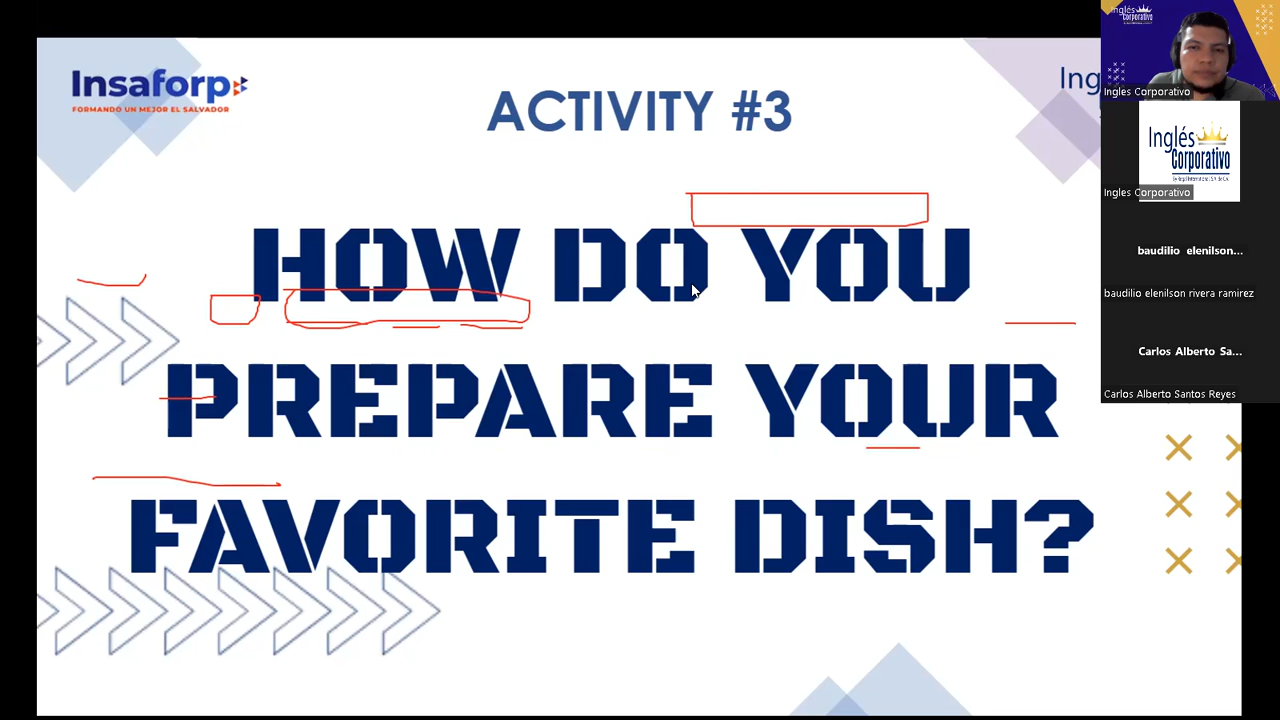 Insaforp
FORMANDO UN MEJOR EL SALVADOR
ACTIVITY #3
Ing
HOW DO YOU
PREPARE YOUR
FAVORITE DISH?
Inglés
Corporativo
Ingles Corporativo
Inglés
Corporativo
Ingles Corporativo
baudilio elenilson...
baudilio elenilson rivera ramirez
Carlos Alberto Sa...
Carlos Alberto Santos Reyes